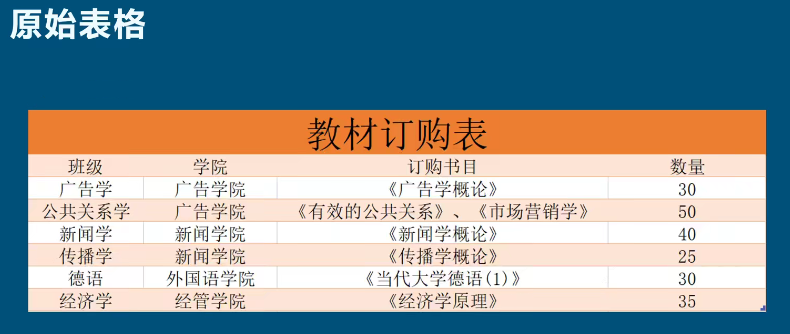 原始表格
教材订购表
班级 学院 订购书目 数量
广告学 广告学院 《广告学概论》 30
公共关系学 广告学院 《有效的公共关系》、《市场营销学》 50
新闻学 新闻学院 《新闻学概论》 40
传播学 新闻学院 《传播学概论》 25
德语 外国语学院 《当代大学德语(1)》 30
经济学 经管学院 《经济学原理》 35